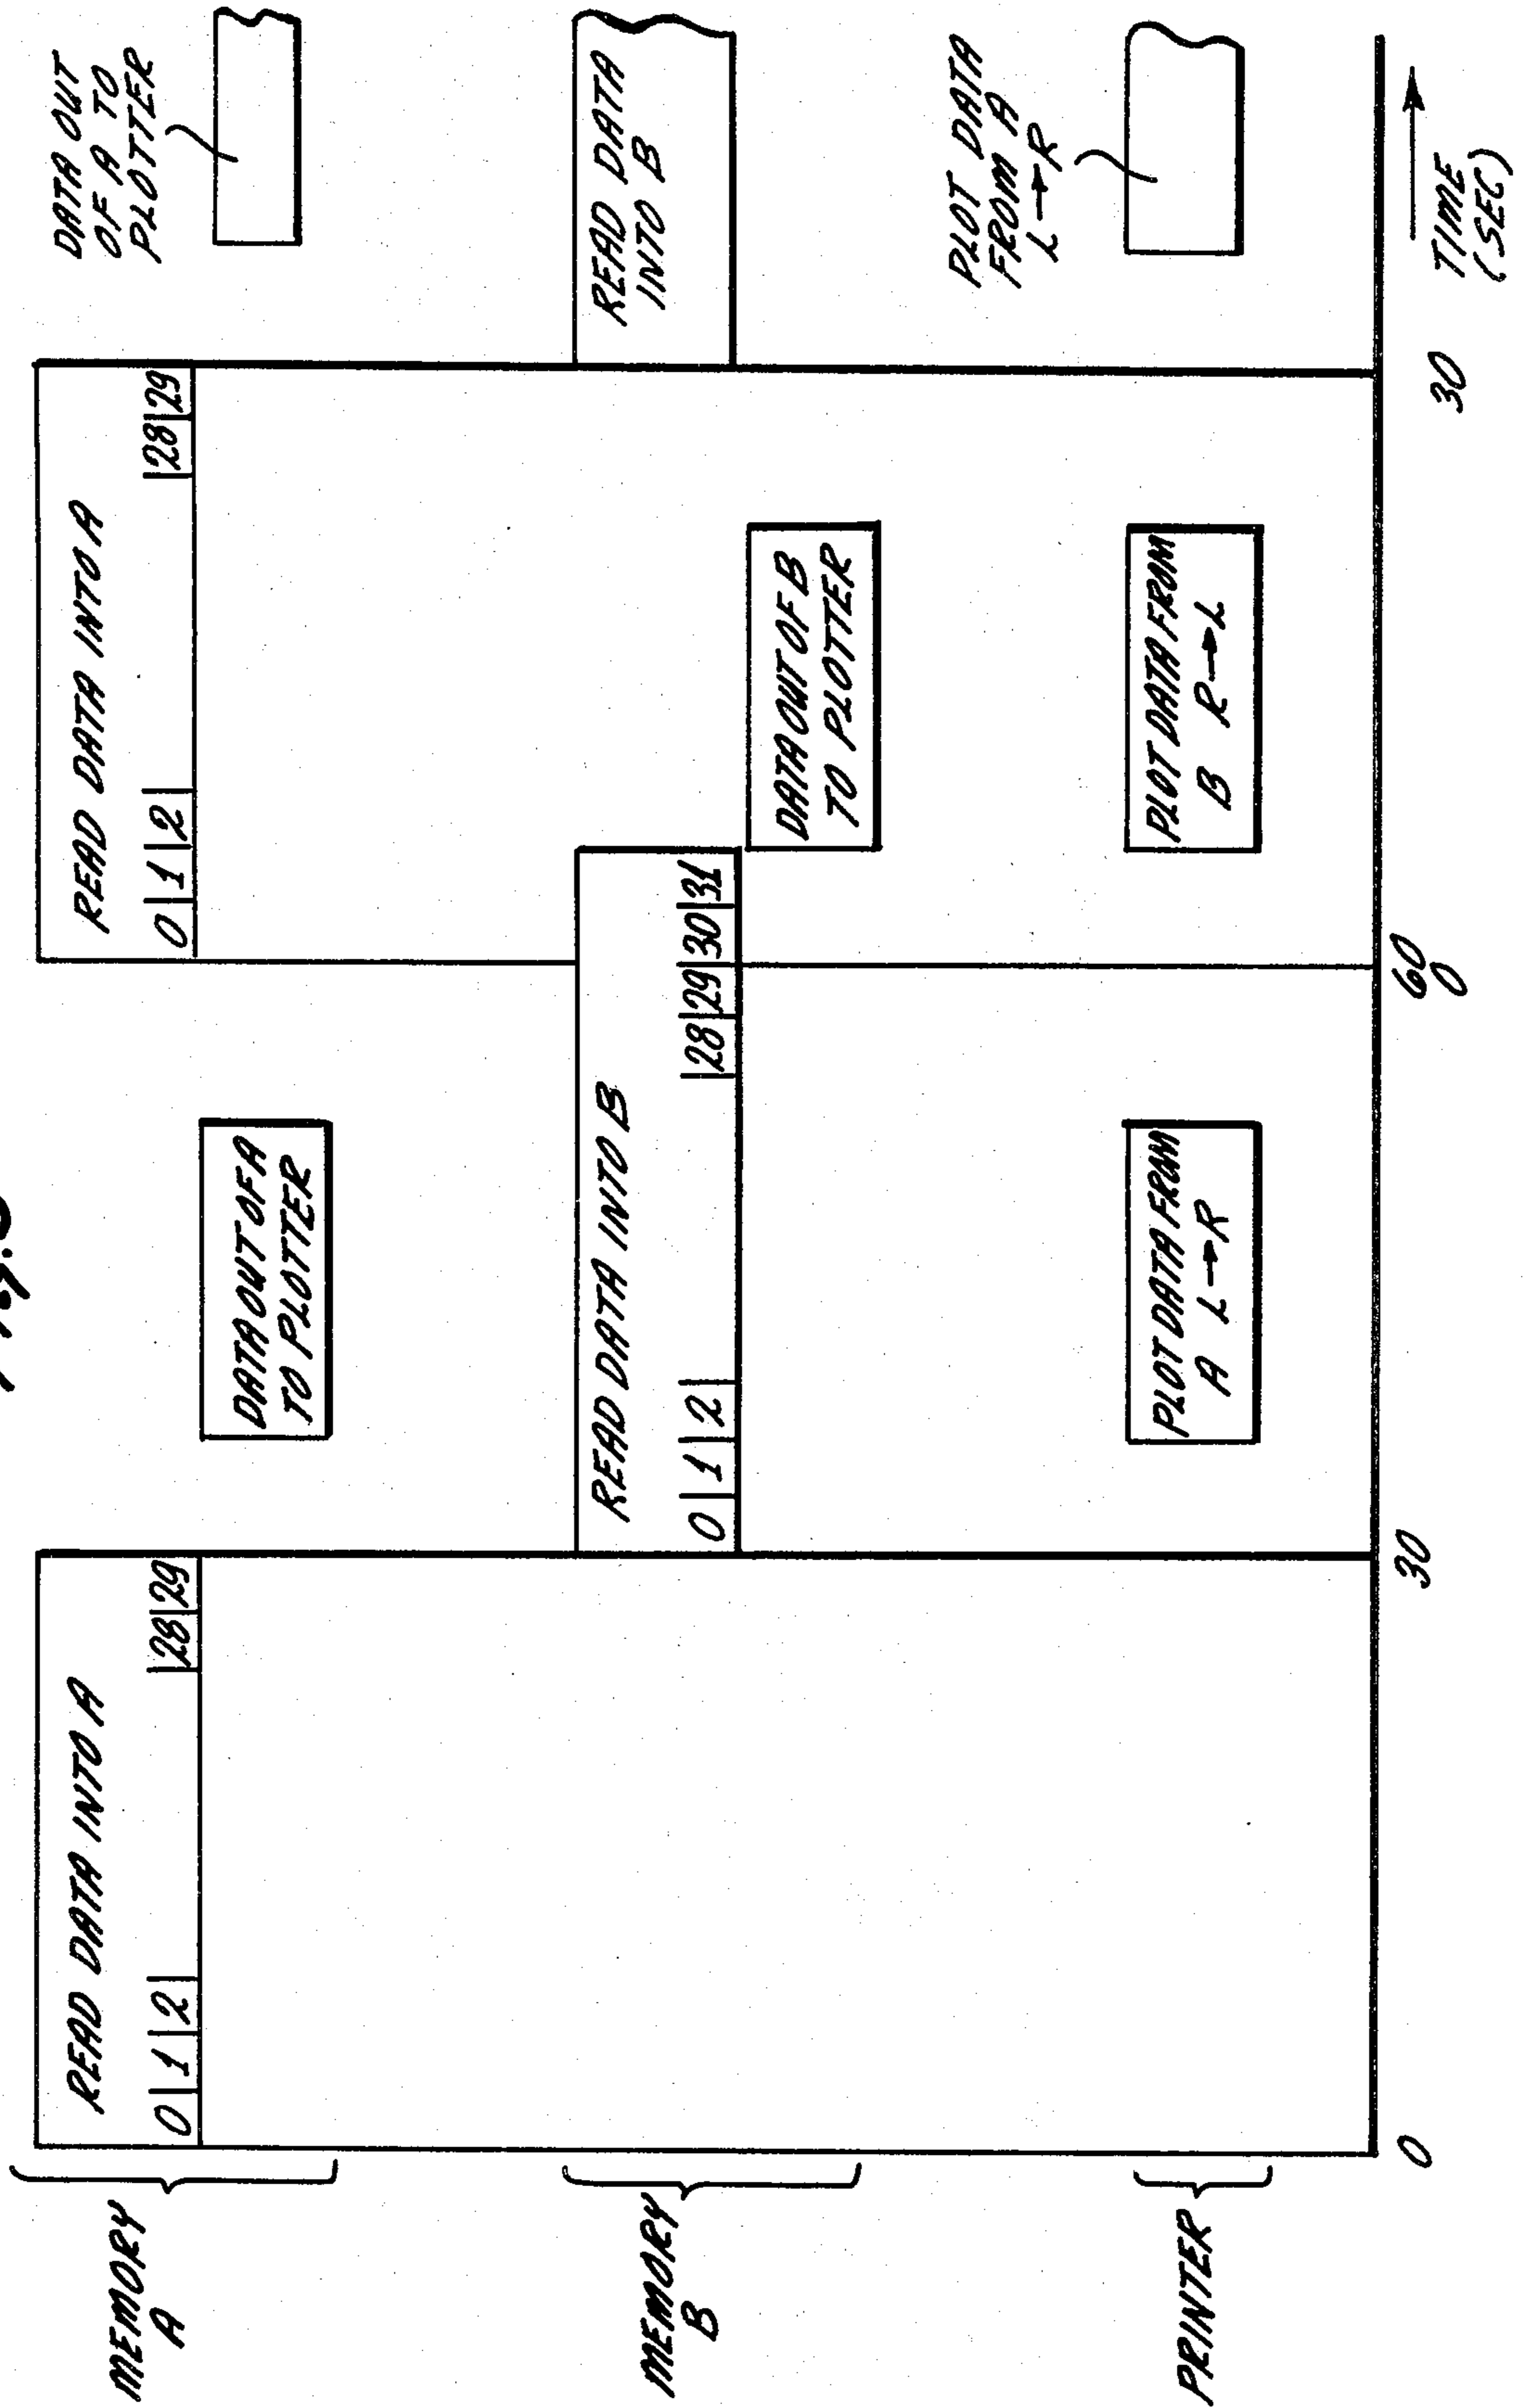 MEMORY
A
READ DATA INTO A
0 1 2 28 29
DATA OUT OF A
TO PLOTTER
READ DATA INTO A
0 1 2 28 29
DATA OUT
OF A TO
PLOTTER
MEMORY
B
READ DATA INTO B
0 1 2 28 29 30 31
DATA OUT OF B
TO PLOTTER
READ DATA
INTO B
PRINTER
PLOT DATA FROM
A L→R
PLOT DATA FROM
B R→L
PLOT DATA
FROM A
L→R
0 30 60 30
0
TIME
(SEC)